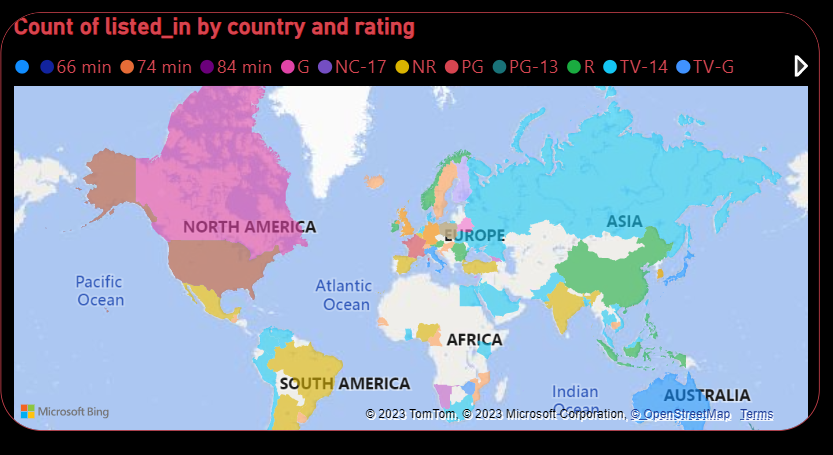 Count of listed_in by country and rating
66 min 74 min 84 min G NC-17 NR PG PG-13 R TV-14 TV-G
NORTH AMERICA
EUROPE
ASIA
Pacific
Ocean
Atlantic
Ocean
AFRICA
SOUTH AMERICA
Indian
Ocean
AUSTRALIA
Microsoft Bing
© 2023 TomTom, © 2023 Microsoft Corporation, © OpenStreetMap Terms